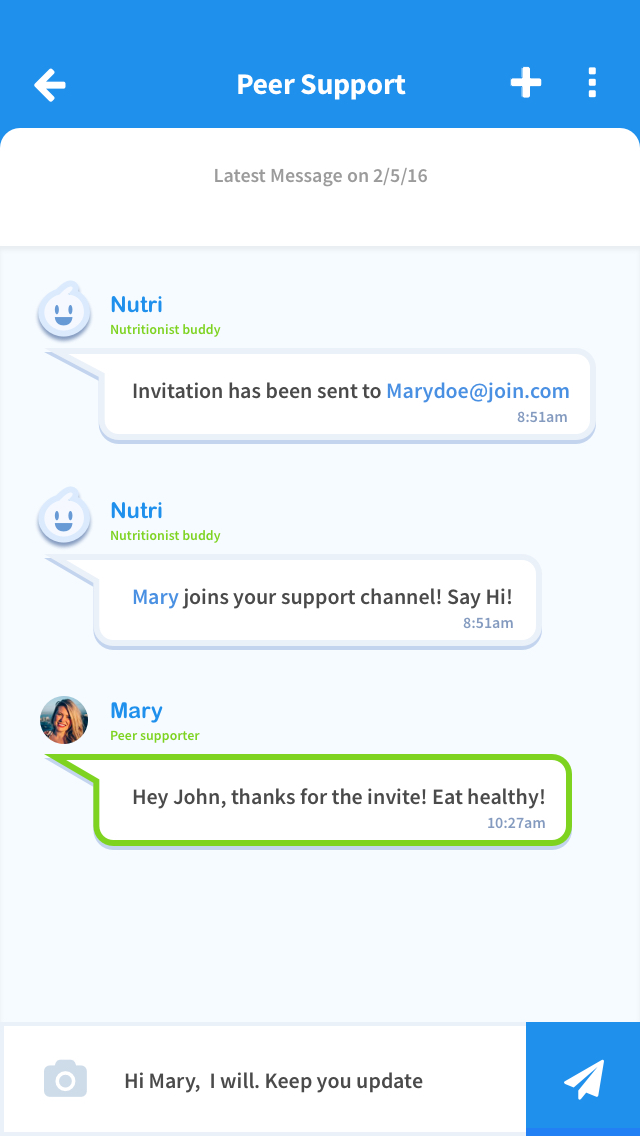 Peer Support
Latest Message on 2/5/16
Nutri
Nutritionist buddy
Invitation has been sent to Marydoe@join.com
8:51am
Nutri
Nutritionist buddy
Mary joins your support channel! Say Hi!
8:51am
Mary
Peer supporter
Hey John, thanks for the invite! Eat healthy!
10:27am
Hi Mary,  I will. Keep you update